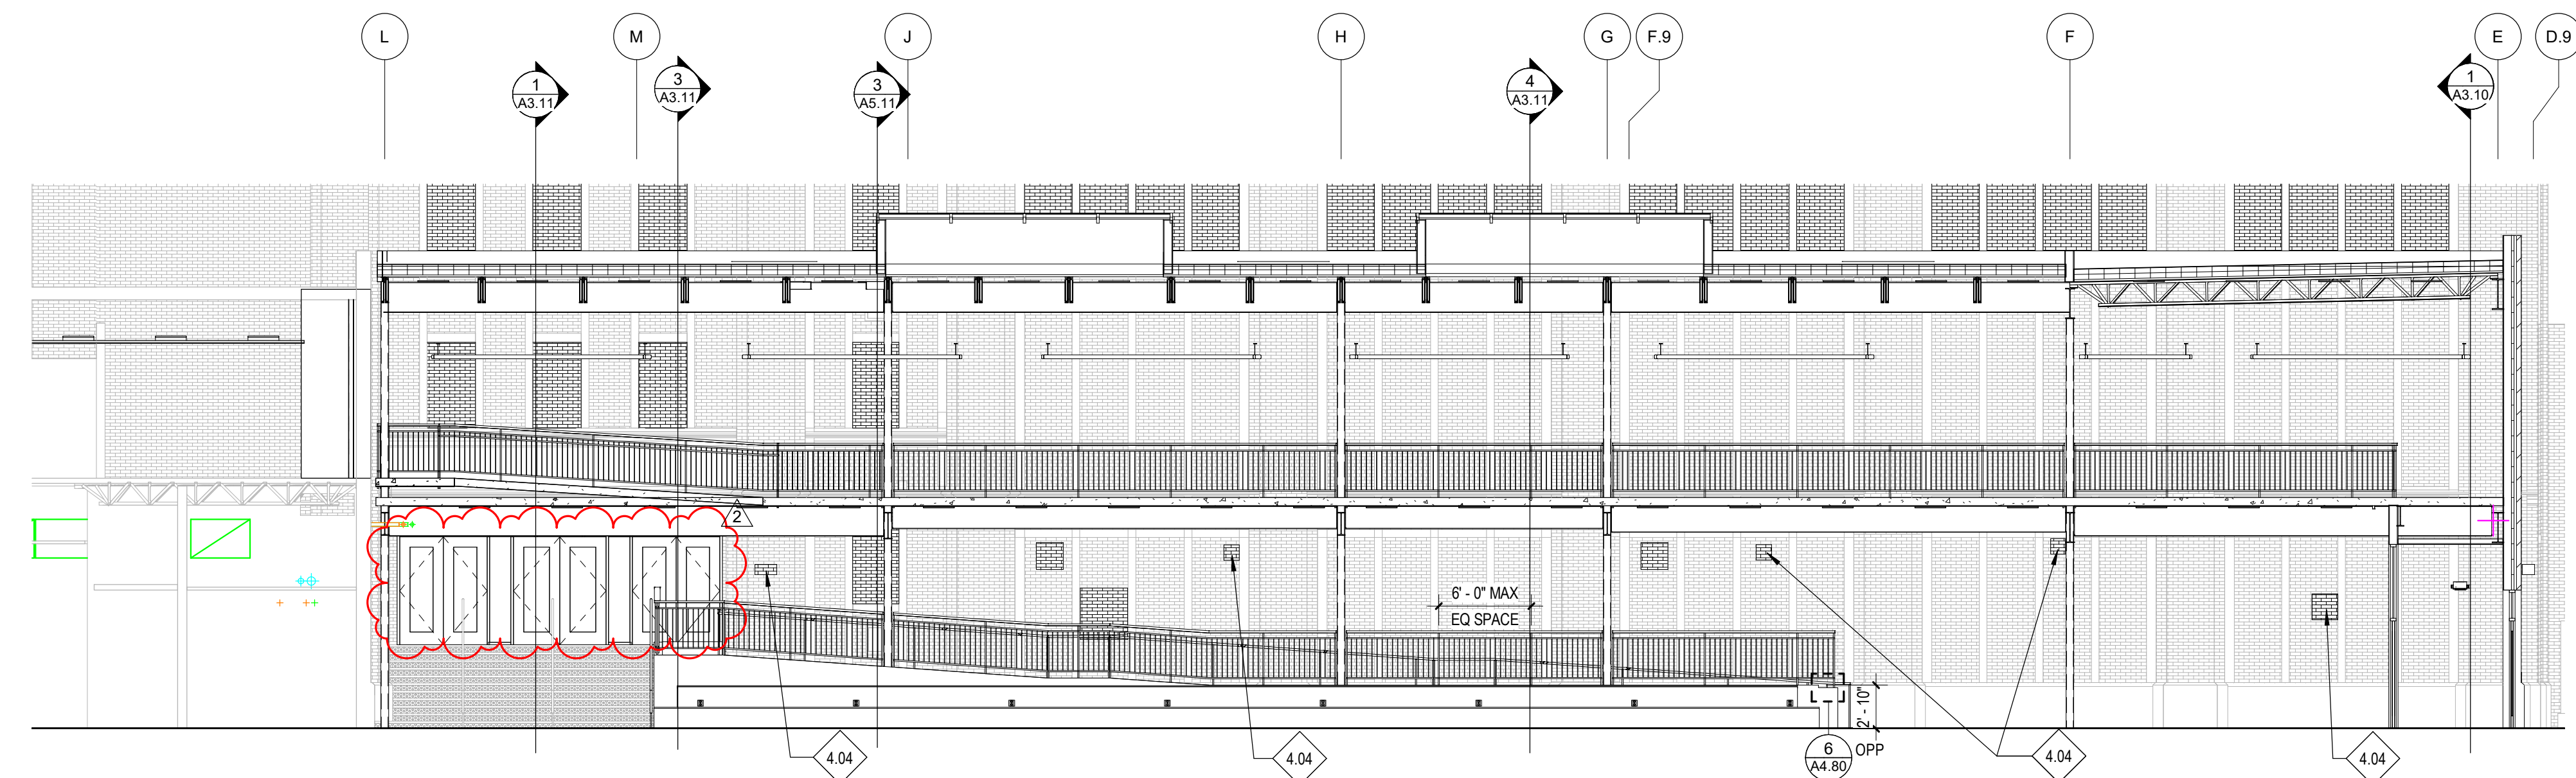 L
M
J
H
G
F.9
F
E
D.9
1
A3.11
3
A3.11
3
A5.11
4
A3.11
1
A3.10
2
6' - 0" MAX
EQ SPACE
2' - 10"
6
A4.80
OPP
4.04
4.04
4.04
4.04